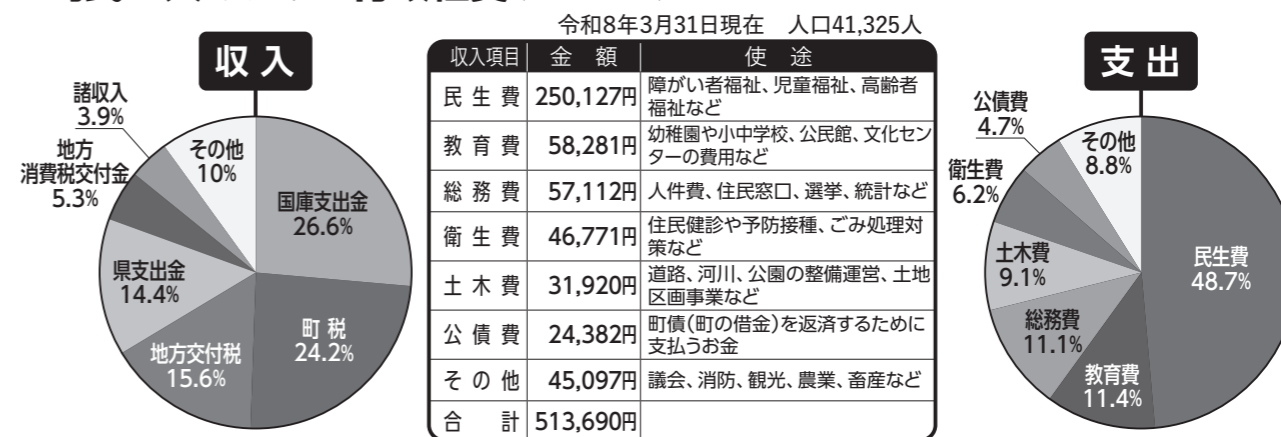 令和8年3月31日現在　人口41,325人
収入
諸収入
3.9%
地方
消費税交付金
5.3%
その他
10%
国庫支出金
26.6%
県支出金
14.4%
町税
24.2%
地方交付税
15.6%
収入項目 金額 使途
民生費 250,127円 障がい者福祉、児童福祉、高齢者
福祉など
教育費 58,281円 幼稚園や小中学校、公民館、文化セン
ターの費用など
総務費 57,112円 人件費、住民窓口、選挙、統計など
衛生費 46,771円 住民健診や予防接種、ごみ処理対
策など
土木費 31,920円 道路、河川、公園の整備運営、土地
区画事業など
公債費 24,382円 町債(町の借金)を返済するために
支払うお金
その他 45,097円 議会、消防、観光、農業、畜産など
合計 513,690円
支出
公債費
4.7%
その他
8.8%
衛生費
6.2%
土木費
9.1%
民生費
48.7%
総務費
11.1%
教育費
11.4%